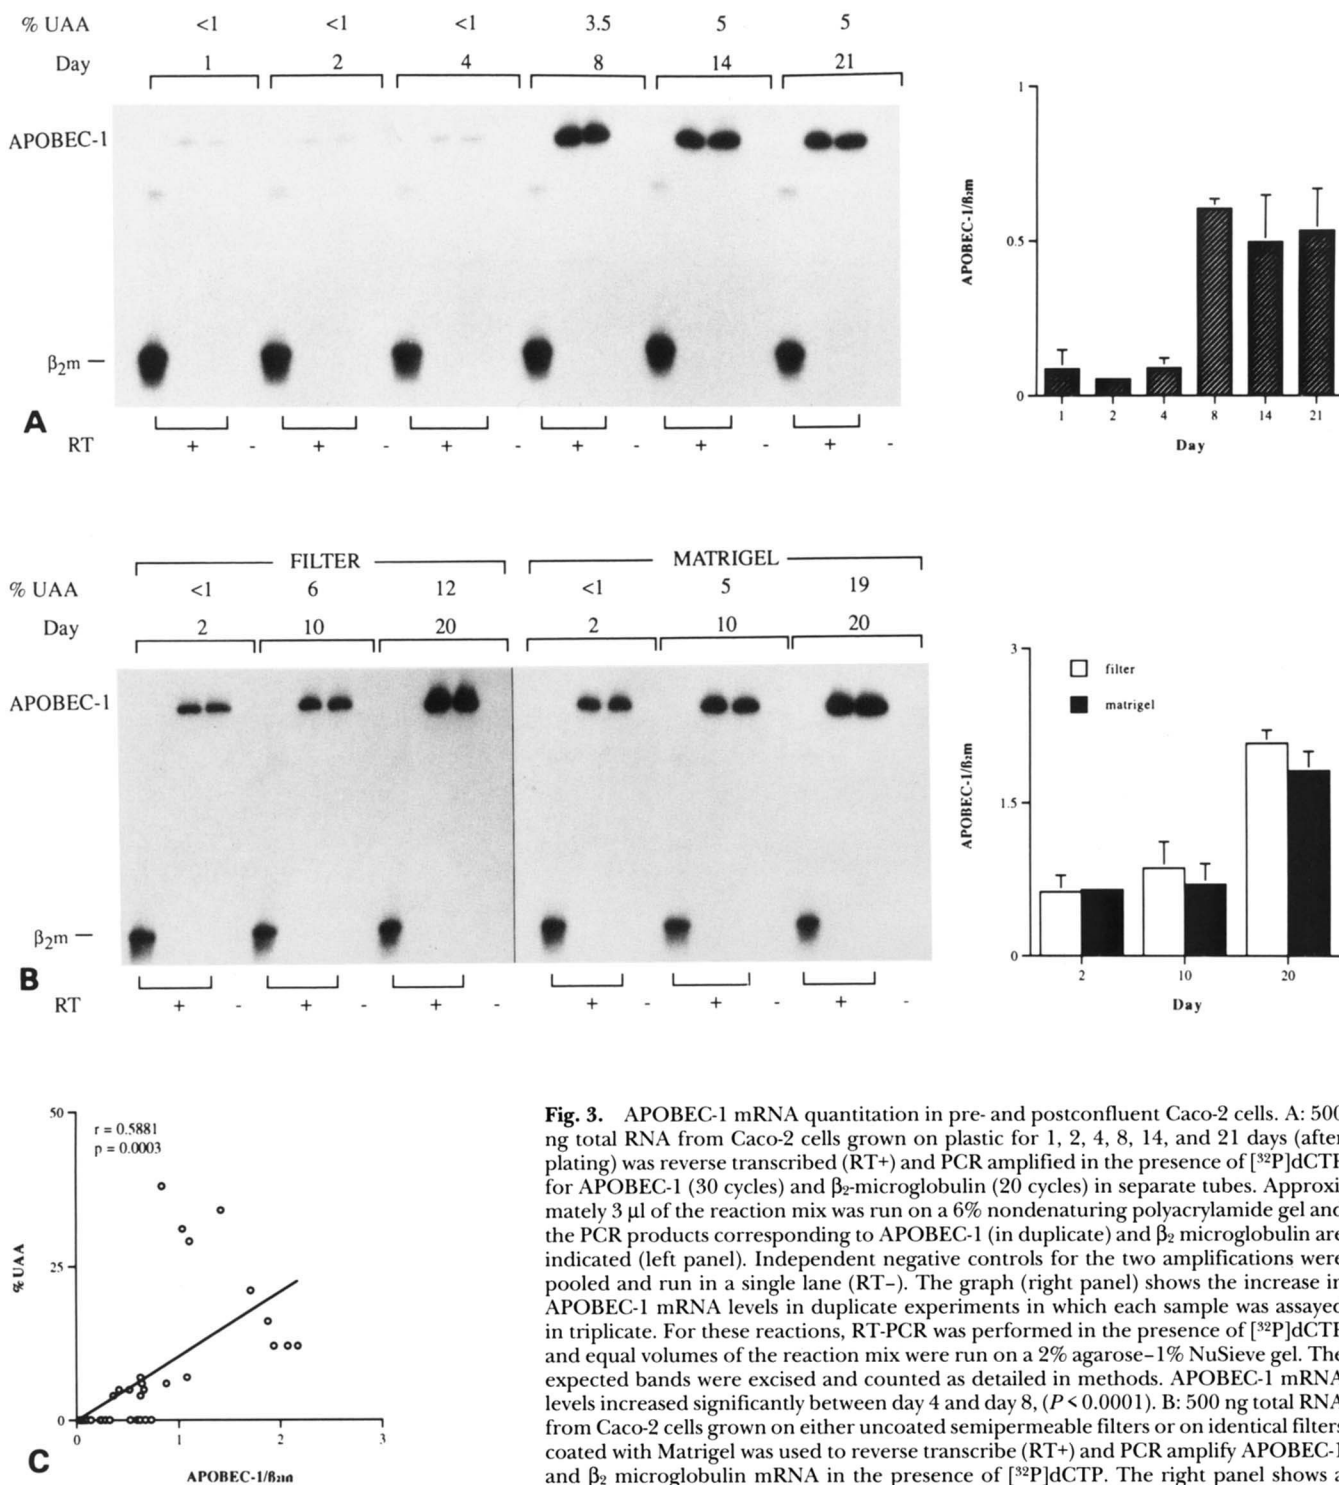 % UAA <1 <1 <1 3.5 5 5
Day 1 2 4 8 14 21
APOBEC-1
β₂m
A
RT + - + - + - + - + - + -
1
0.5
0
APOBEC-1/β₂m
1 2 4 8 14 21
Day
FILTER MATRIGEL
% UAA <1 6 12 <1 5 19
Day 2 10 20 2 10 20
APOBEC-1
β₂m
B
RT + - + - + - + - + - + -
3
1.5
0
APOBEC-1/β₂m
filter
matrigel
2 10 20
Day
50
25
0
%UAA
r = 0.5881
p = 0.0003
0 1 2 3
APOBEC-1/β₂m
C
Fig. 3. APOBEC-1 mRNA quantitation in pre- and postconfluent Caco-2 cells. A: 500
ng total RNA from Caco-2 cells grown on plastic for 1, 2, 4, 8, 14, and 21 days (after
plating) was reverse transcribed (RT+) and PCR amplified in the presence of [³²P]dCTP
for APOBEC-1 (30 cycles) and β₂-microglobulin (20 cycles) in separate tubes. Approxi
mately 3 µl of the reaction mix was run on a 6% nondenaturing polyacrylamide gel and
the PCR products corresponding to APOBEC-1 (in duplicate) and β₂ microglobulin are
indicated (left panel). Independent negative controls for the two amplifications were
pooled and run in a single lane (RT–). The graph (right panel) shows the increase in
APOBEC-1 mRNA levels in duplicate experiments in which each sample was assayed
in triplicate. For these reactions, RT-PCR was performed in the presence of [³²P]dCTP
and equal volumes of the reaction mix were run on a 2% agarose–1% NuSieve gel. The
expected bands were excised and counted as detailed in methods. APOBEC-1 mRNA
levels increased significantly between day 4 and day 8, (P < 0.0001). B: 500 ng total RNA
from Caco-2 cells grown on either uncoated semipermeable filters or on identical filters
coated with Matrigel was used to reverse transcribe (RT+) and PCR amplify APOBEC-1
and β₂ microglobulin mRNA in the presence of [³²P]dCTP. The right panel shows a